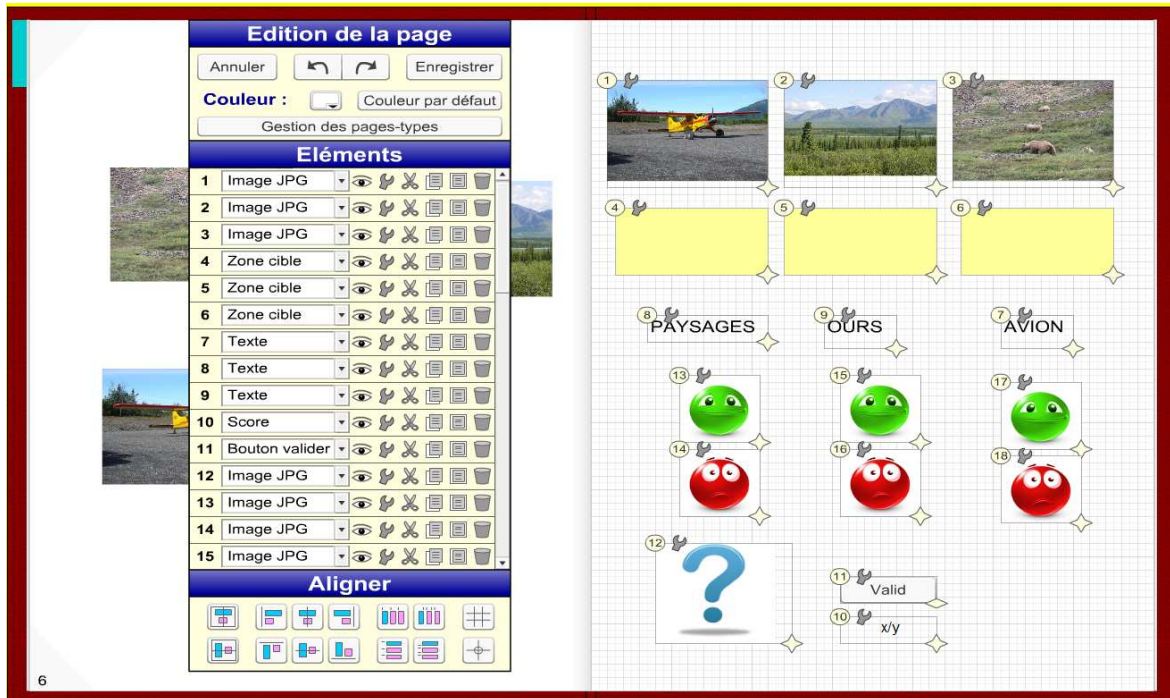 Edition de la page
Annuler Enregistrer
Couleur : Couleur par défaut
Gestion des pages-types
Eléments
1 Image JPG
2 Image JPG
3 Image JPG
4 Zone cible
5 Zone cible
6 Zone cible
7 Texte
8 Texte
9 Texte
10 Score
11 Bouton valider
12 Image JPG
13 Image JPG
14 Image JPG
15 Image JPG
Aligner
6
1 2 3
4 5 6
8 9 7
PAYSAGES OURS AVION
13 15 17
14 16 18
12
?
11
Valid
10
x/y